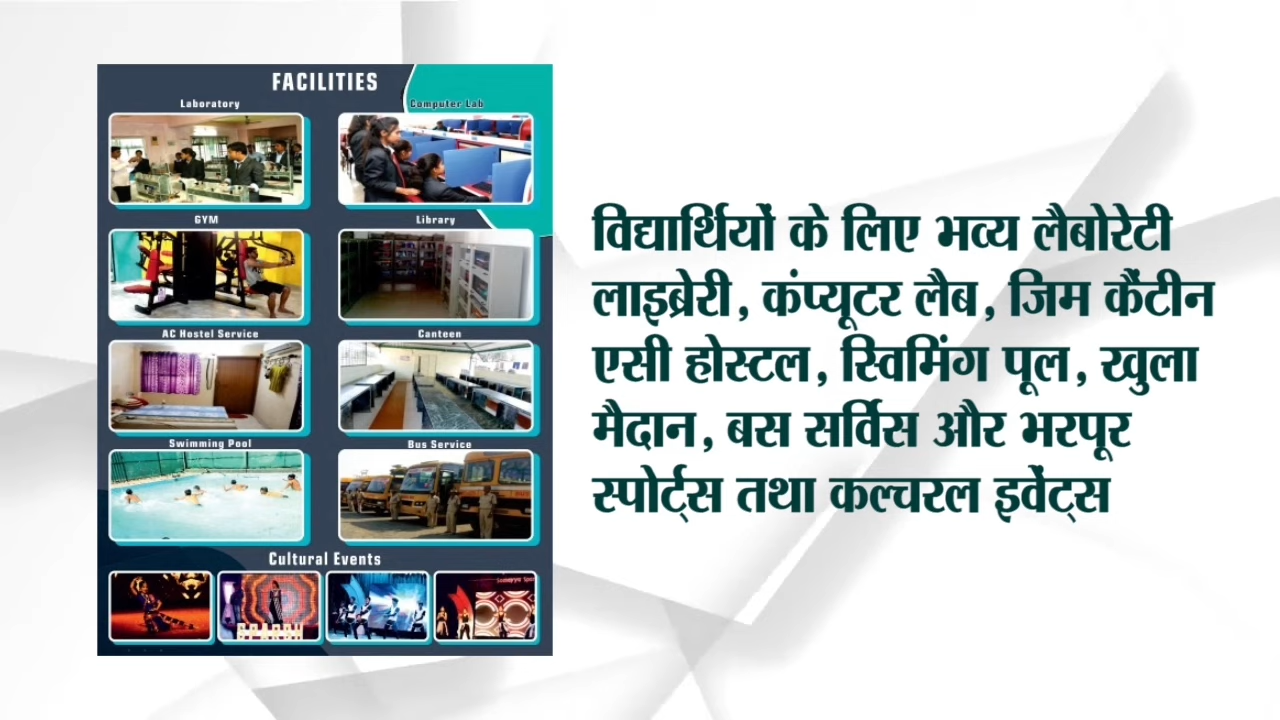 FACILITIES
Laboratory
Computer Lab
GYM
Library
AC Hostel Service
Canteen
Swimming Pool
Bus Service
Cultural Events
SPARSH
विद्यार्थियों के लिए भव्य लैबोरेटी
लाइब्रेरी, कंप्यूटर लैब, जिम कैंटीन
एसी होस्टल, स्विमिंग पूल, खुला
मैदान, बस सर्विस और भरपूर
स्पोर्ट्स तथा कल्चरल इवेंट्स